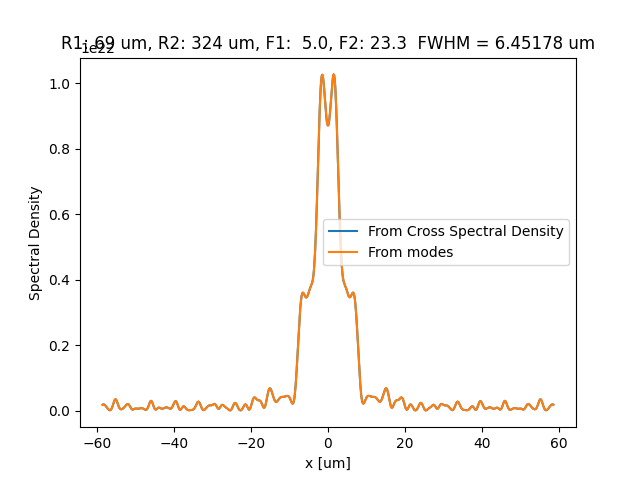 R1: 69 um, R2: 324 um, F1:  5.0, F2: 23.3  FWHM = 6.45178 um
1e22
1.0
0.8
0.6
0.4
0.2
0.0
Spectral Density
From Cross Spectral Density
From modes
−60
−40
−20
0
20
40
60
x [um]